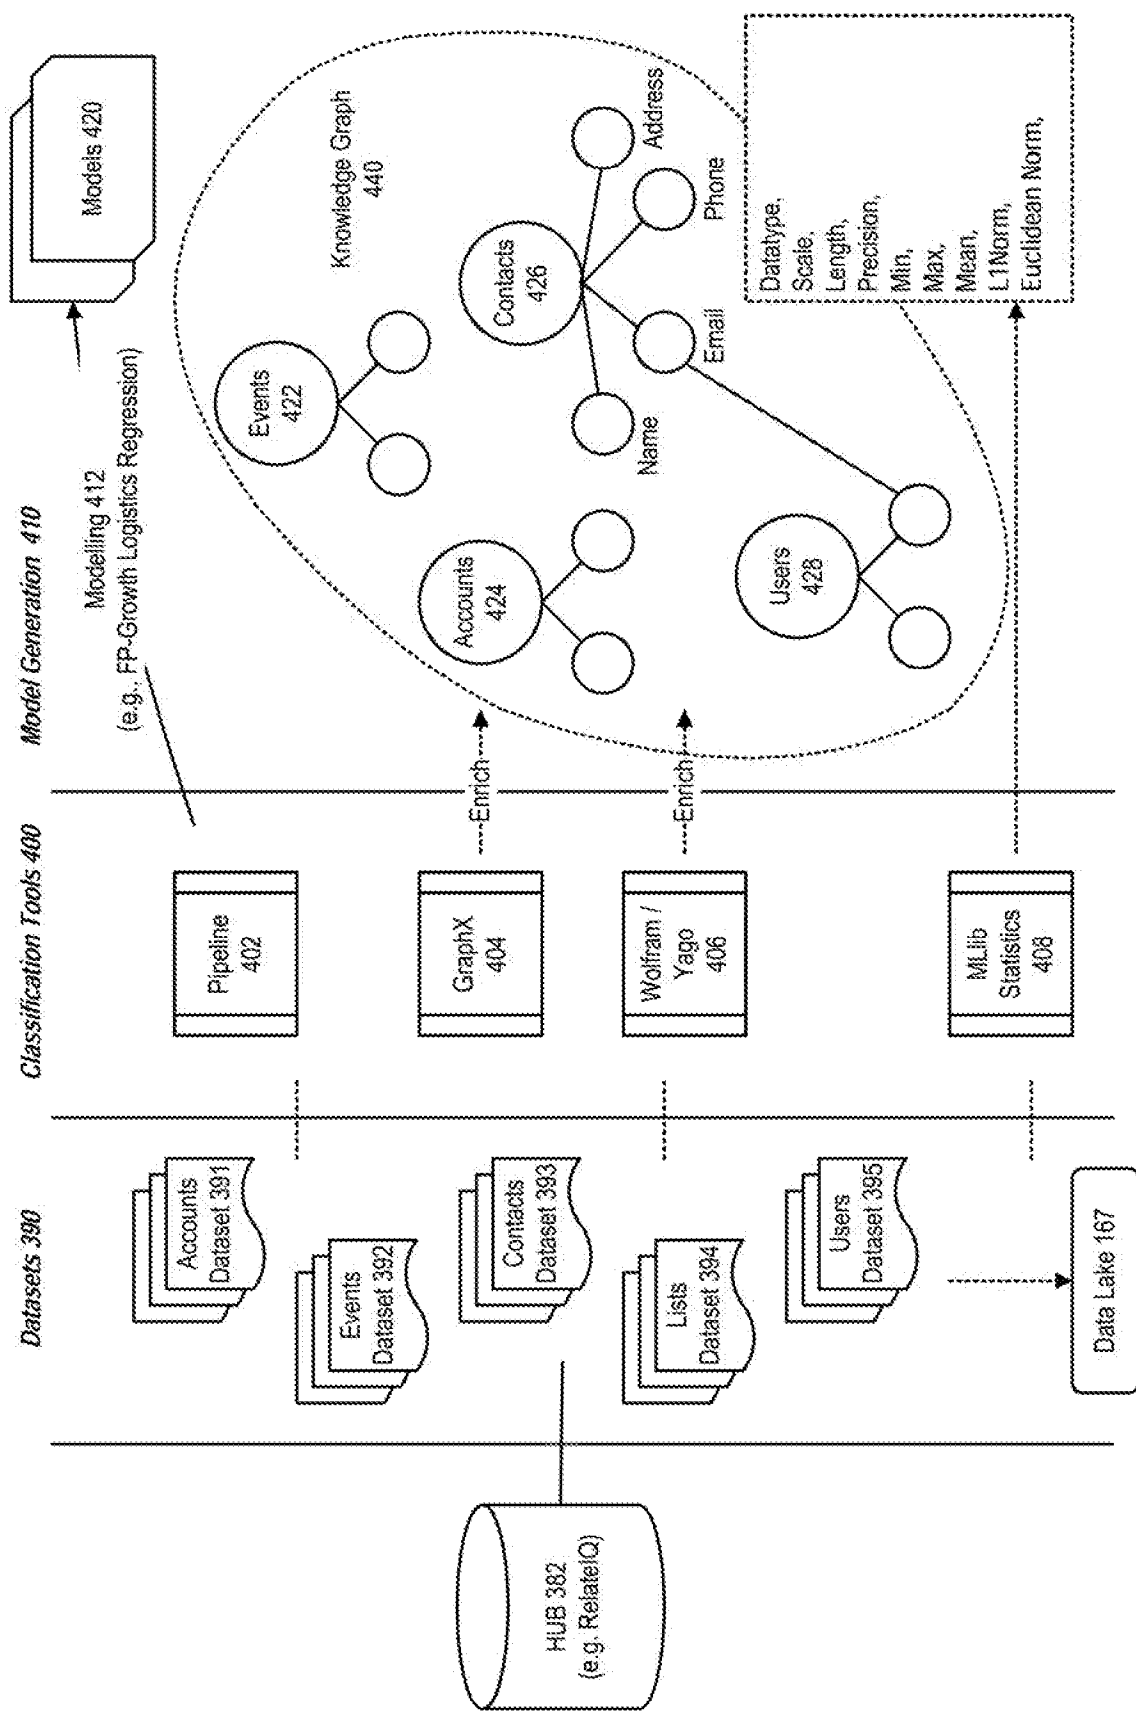 Datasets 390
Classification Tools 400
Model Generation 410
HUB 382
(e.g. RelateIQ)
Accounts
Dataset 391
Events
Dataset 392
Contacts
Dataset 393
Lists
Dataset 394
Users
Dataset 395
Data Lake 167
Pipeline
402
GraphX
404
Wolfram /
Yago
406
MLlib
Statistics
408
Enrich
Enrich
Modelling 412
(e.g., FP-Growth Logistics Regression)
Models 420
Knowledge Graph
440
Events
422
Accounts
424
Contacts
426
Name
Email
Phone
Address
Users
428
Datatype,
Scale,
Length,
Precision,
Min,
Max,
Mean,
L1Norm,
Euclidean Norm,